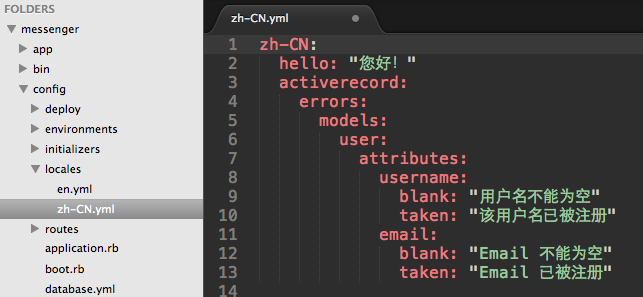 FOLDERS
messenger
app
bin
config
deploy
environments
initializers
locales
en.yml
zh-CN.yml
routes
application.rb
boot.rb
database.yml
zh-CN.yml
1 zh-CN:
2 hello: "您好！"
3 activerecord:
4 errors:
5 models:
6 user:
7 attributes:
8 username:
9 blank: "用户名不能为空"
10 taken: "该用户名已被注册"
11 email:
12 blank: "Email 不能为空"
13 taken: "Email 已被注册"
14